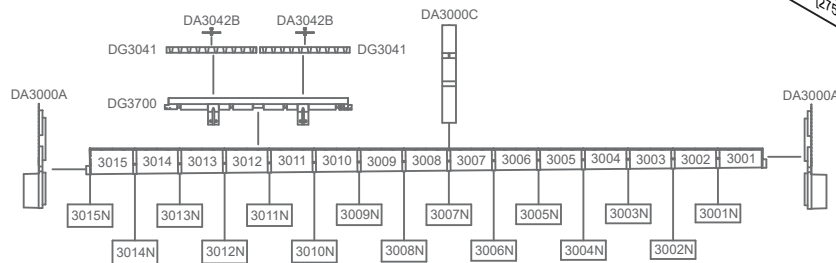 DA3042B DA3042B DA3000C
DG3041 DG3041
DA3000A DG3700 DA3000A
3015 3014 3013 3012 3011 3010 3009 3008 3007 3006 3005 3004 3003 3002 3001
3015N 3013N 3011N 3009N 3007N 3005N 3003N 3001N
3014N 3012N 3010N 3008N 3006N 3004N 3002N